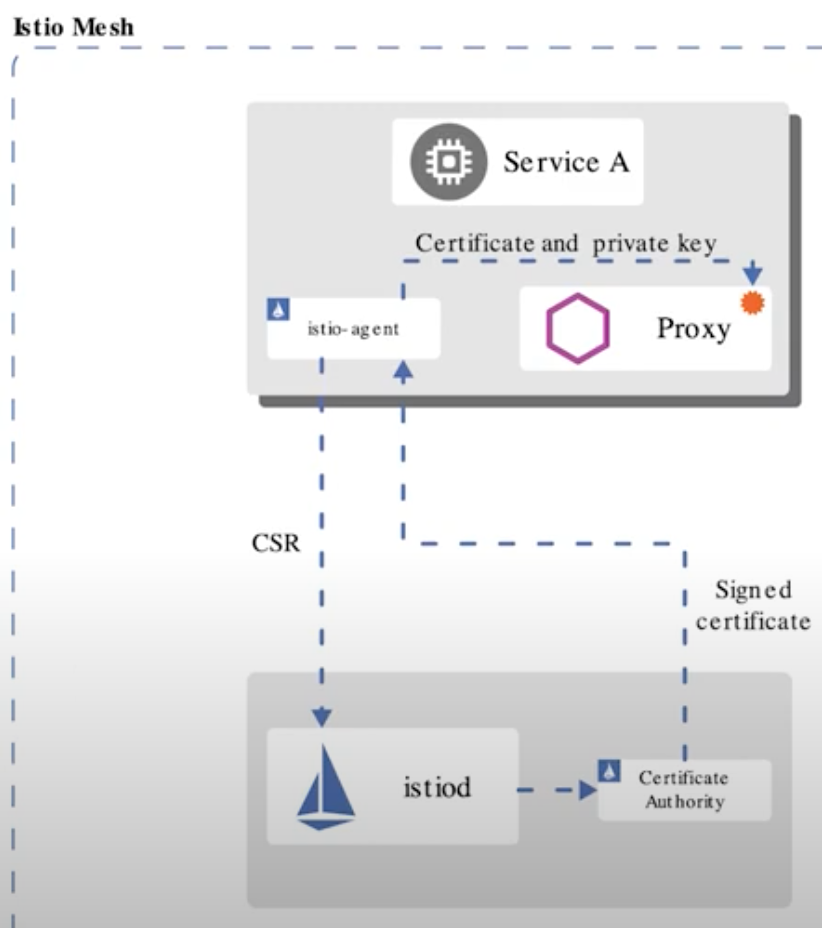 Istio Mesh
Service A
Certificate and private key
istio-agent
Proxy
CSR
Signed
certificate
istiod
Certificate
Authority